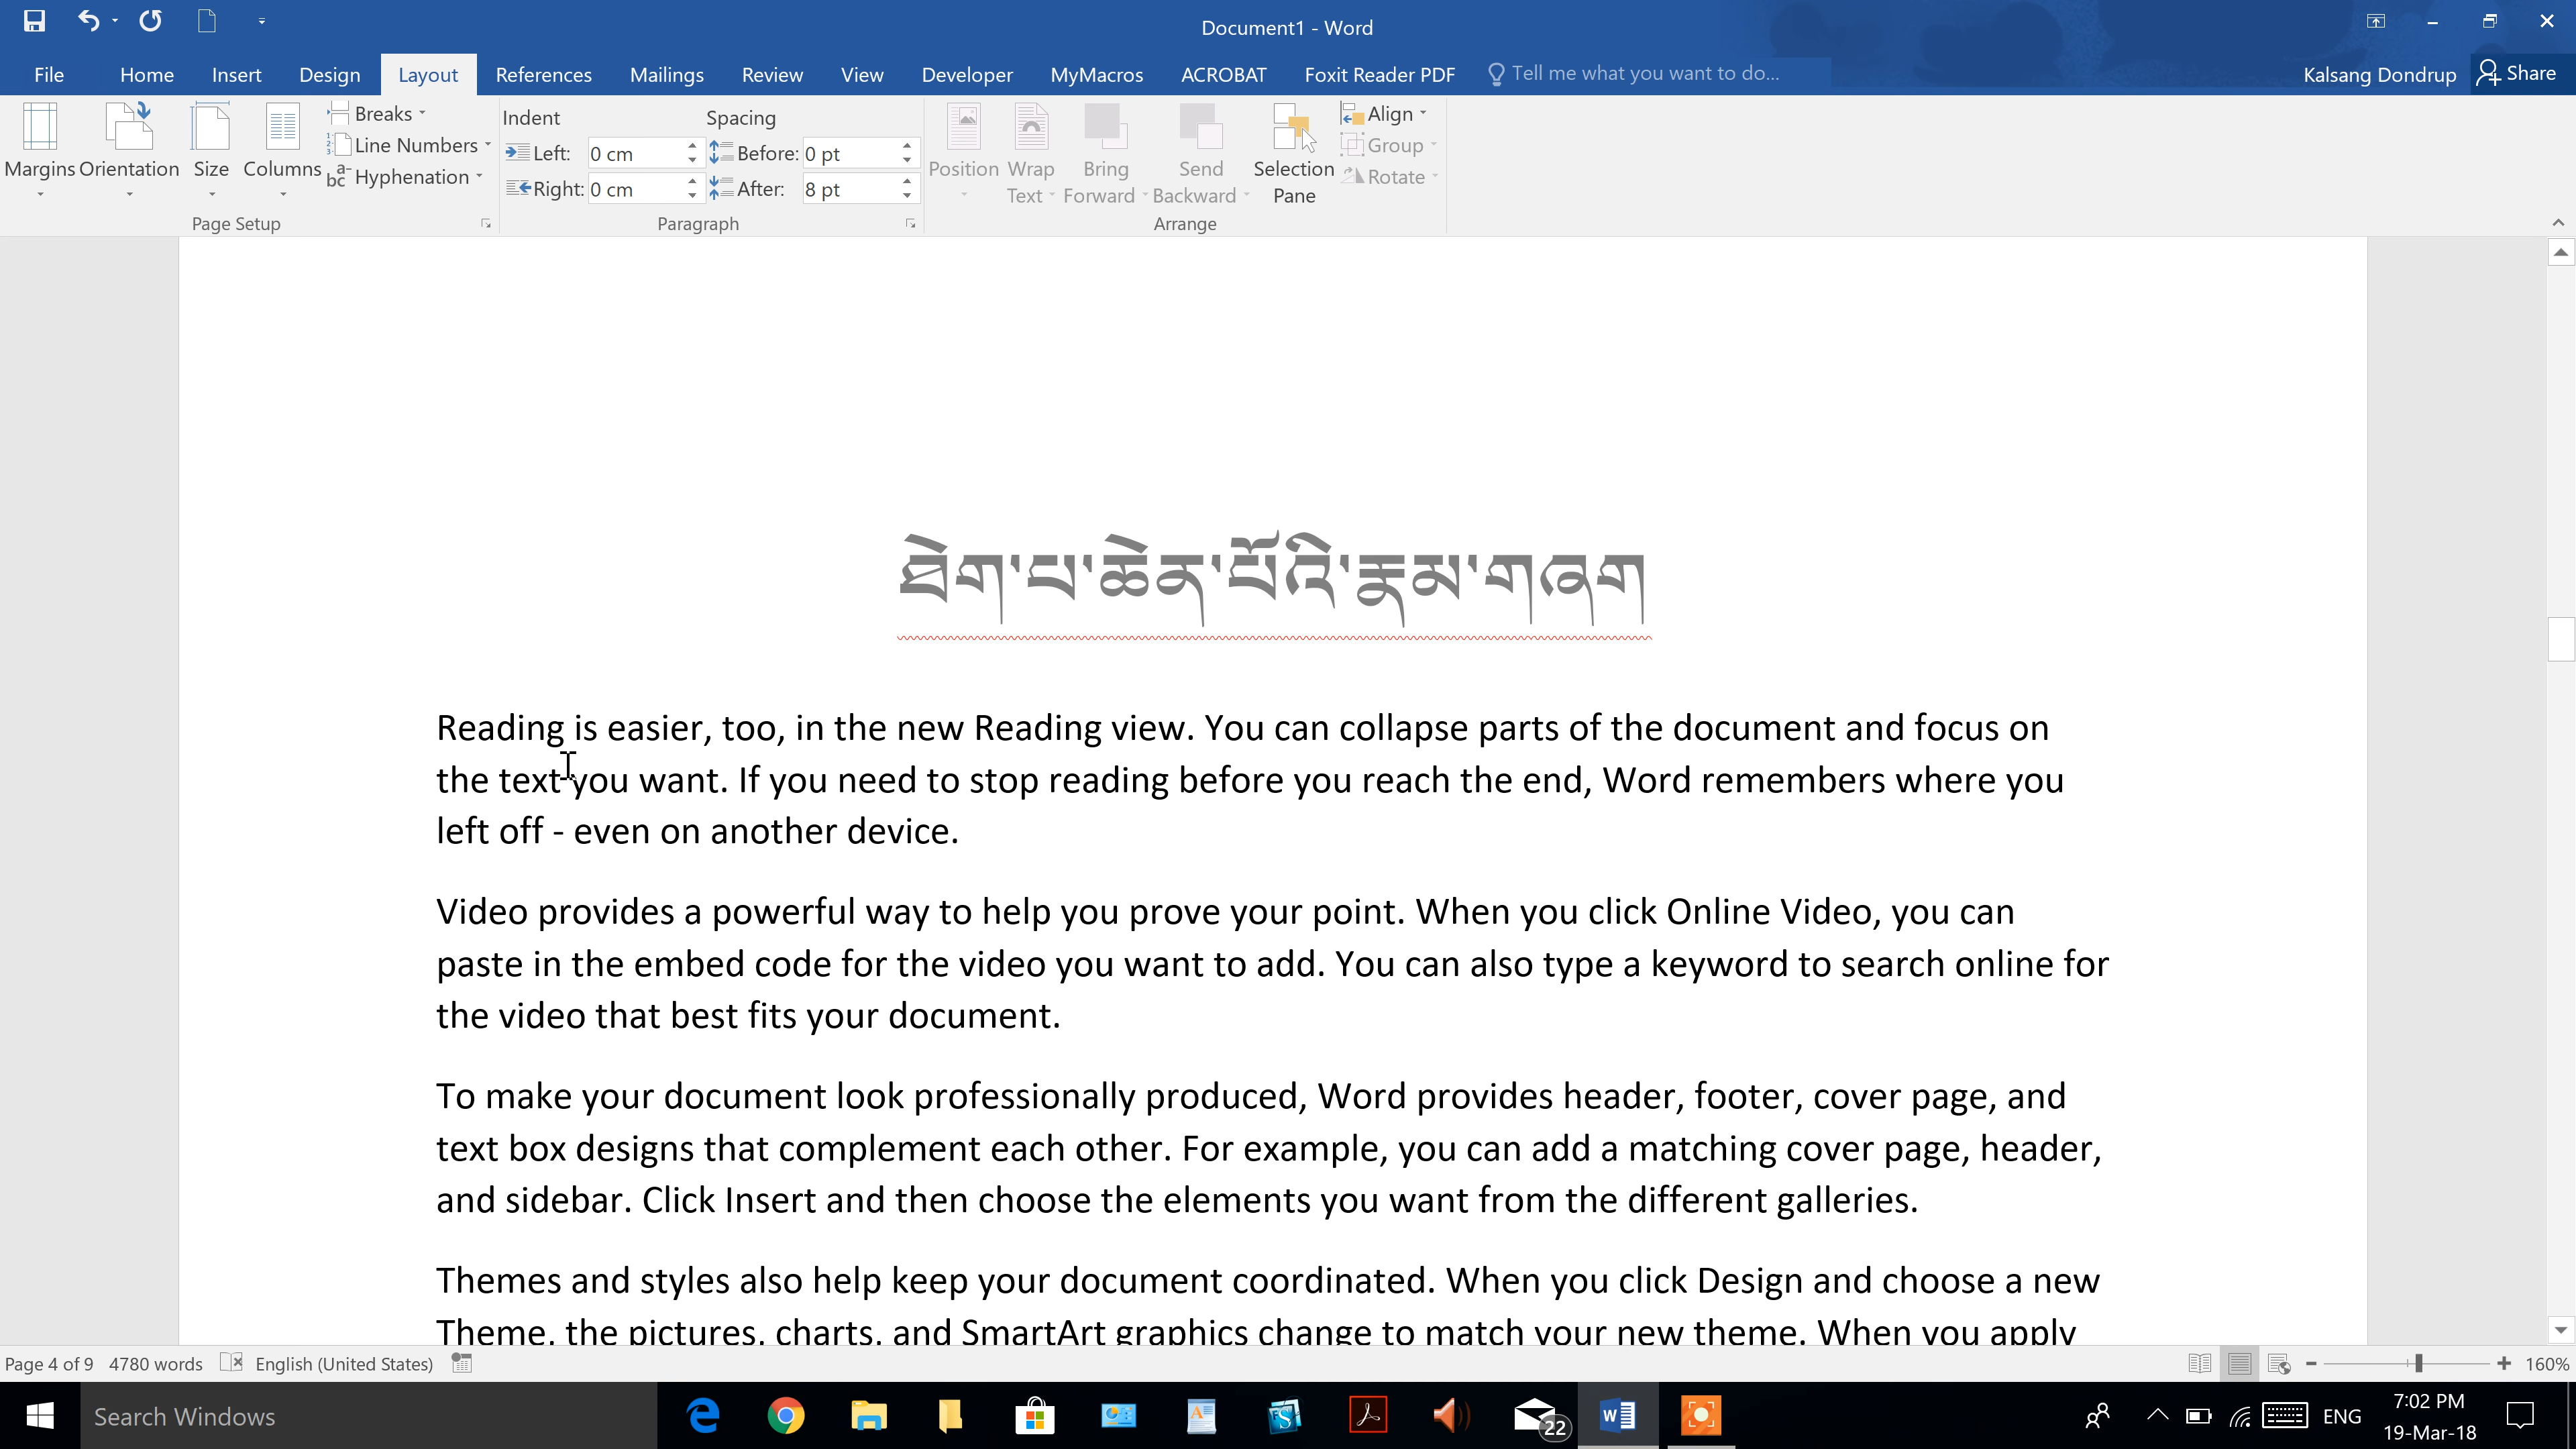 Document1 - Word
File Home Insert Design Layout References Mailings Review View Developer MyMacros ACROBAT Foxit Reader PDF Tell me what you want to do... Kalsang Dondrup Share
Margins
Orientation
Size
Columns
Breaks
Line Numbers
Hyphenation
Page Setup
Indent
Left: 0 cm
Right: 0 cm
Spacing
Before: 0 pt
After: 8 pt
Paragraph
Position
Wrap
Text
Bring
Forward
Send
Backward
Selection
Pane
Align
Group
Rotate
Arrange
ཐེག་པ་ཆེན་པོའི་རྣམ་གཞག
Reading is easier, too, in the new Reading view. You can collapse parts of the document and focus on
the text you want. If you need to stop reading before you reach the end, Word remembers where you
left off - even on another device.
Video provides a powerful way to help you prove your point. When you click Online Video, you can
paste in the embed code for the video you want to add. You can also type a keyword to search online for
the video that best fits your document.
To make your document look professionally produced, Word provides header, footer, cover page, and
text box designs that complement each other. For example, you can add a matching cover page, header,
and sidebar. Click Insert and then choose the elements you want from the different galleries.
Themes and styles also help keep your document coordinated. When you click Design and choose a new
Theme, the pictures, charts, and SmartArt graphics change to match your new theme. When you apply
Page 4 of 9 4780 words English (United States) 160%
Search Windows 22 ENG 7:02 PM
19-Mar-18